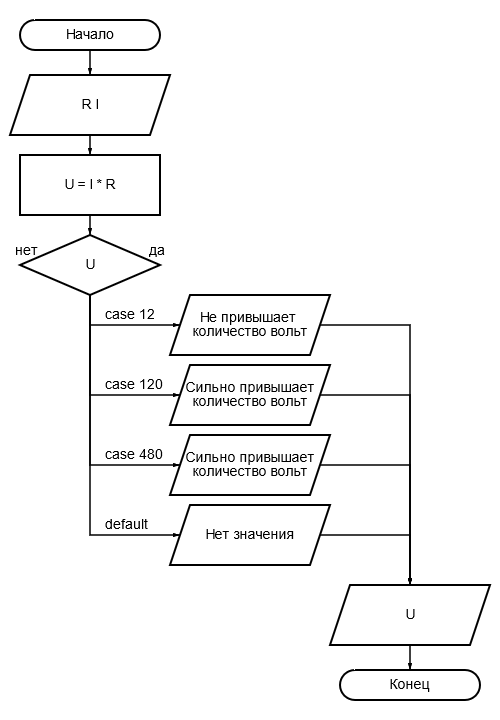 Начало
R I
U = I * R
нет
да
U
case 12
Не привышает
количество вольт
case 120
Сильно привышает
количество вольт
case 480
Сильно привышает
количество вольт
default
Нет значения
U
Конец